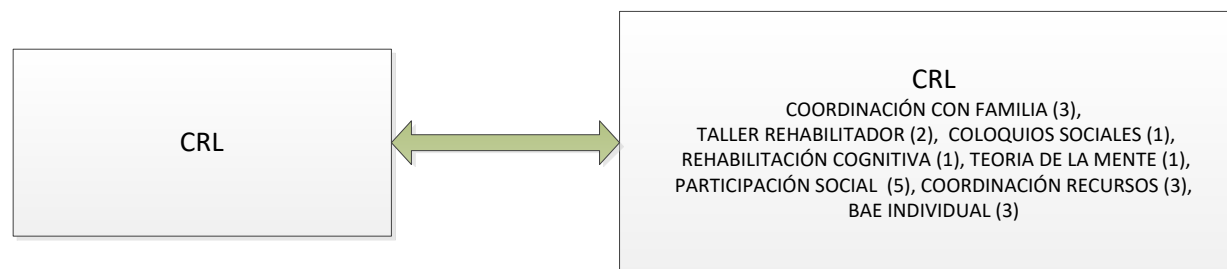 CRL
CRL
COORDINACIÓN CON FAMILIA (3),
TALLER REHABILITADOR (2), COLOQUIOS SOCIALES (1),
REHABILITACIÓN COGNITIVA (1), TEORIA DE LA MENTE (1),
PARTICIPACIÓN SOCIAL (5), COORDINACIÓN RECURSOS (3),
BAE INDIVIDUAL (3)